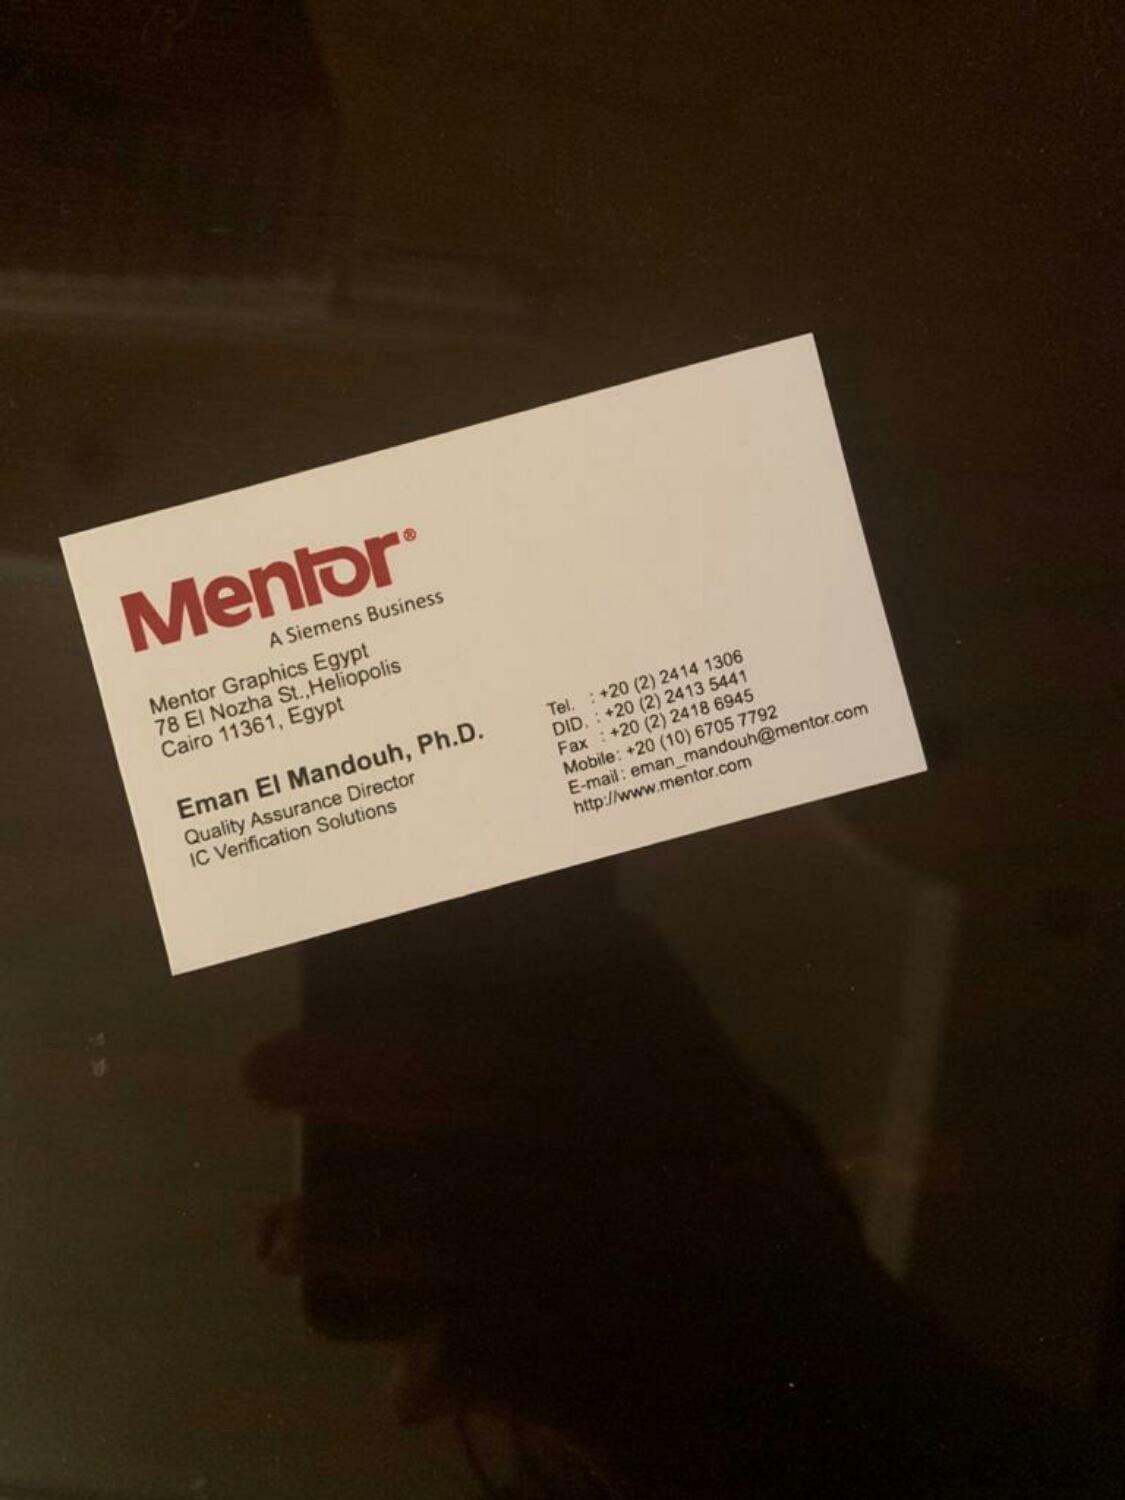 Mentor®
A Siemens Business
Mentor Graphics Egypt
78 El Nozha St.,Heliopolis
Cairo 11361, Egypt
Eman El Mandouh, Ph.D.
Quality Assurance Director
IC Verification Solutions
Tel. : +20 (2) 2414 1306
DID. : +20 (2) 2413 5441
Fax : +20 (2) 2418 6945
Mobile: +20 (10) 6705 7792
E-mail: eman_mandouh@mentor.com
http://www.mentor.com